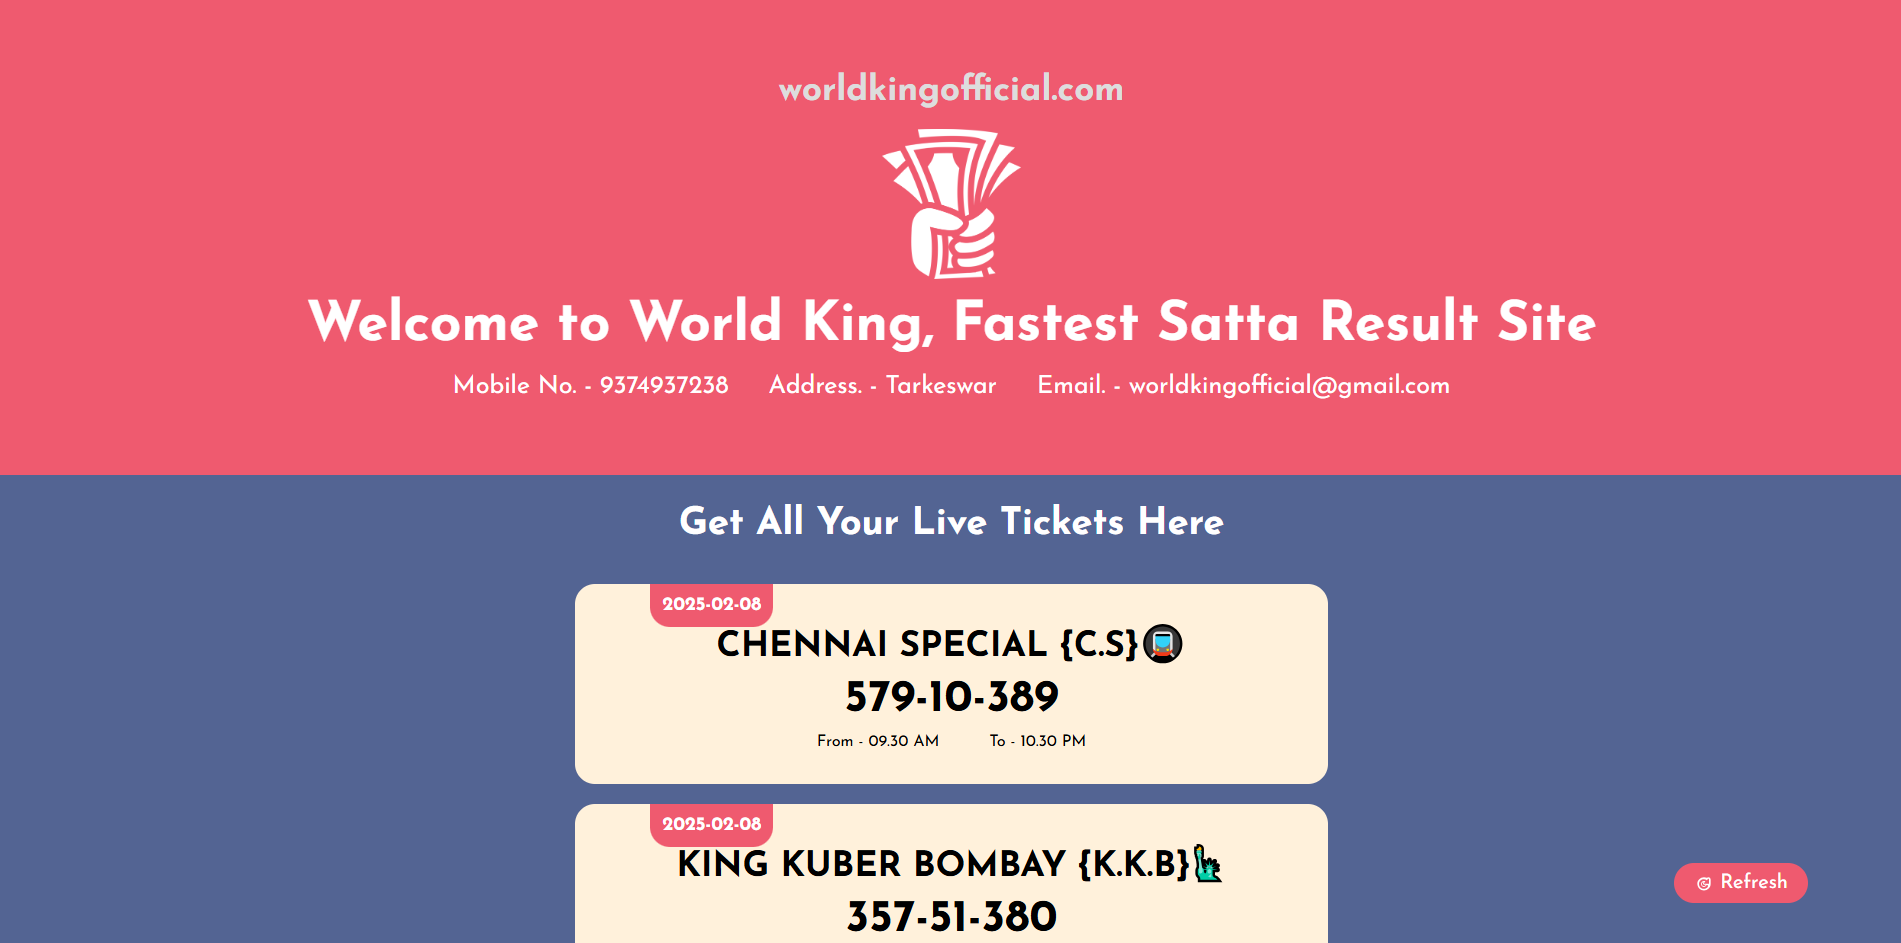 worldkingofficial.com
Welcome to World King, Fastest Satta Result Site
Mobile No. - 9374937238 Address. - Tarkeswar Email. - worldkingofficial@gmail.com
Get All Your Live Tickets Here
2025-02-08
CHENNAI SPECIAL {C.S}
579-10-389
From - 09.30 AM To - 10.30 PM
2025-02-08
KING KUBER BOMBAY {K.K.B}
357-51-380
Refresh